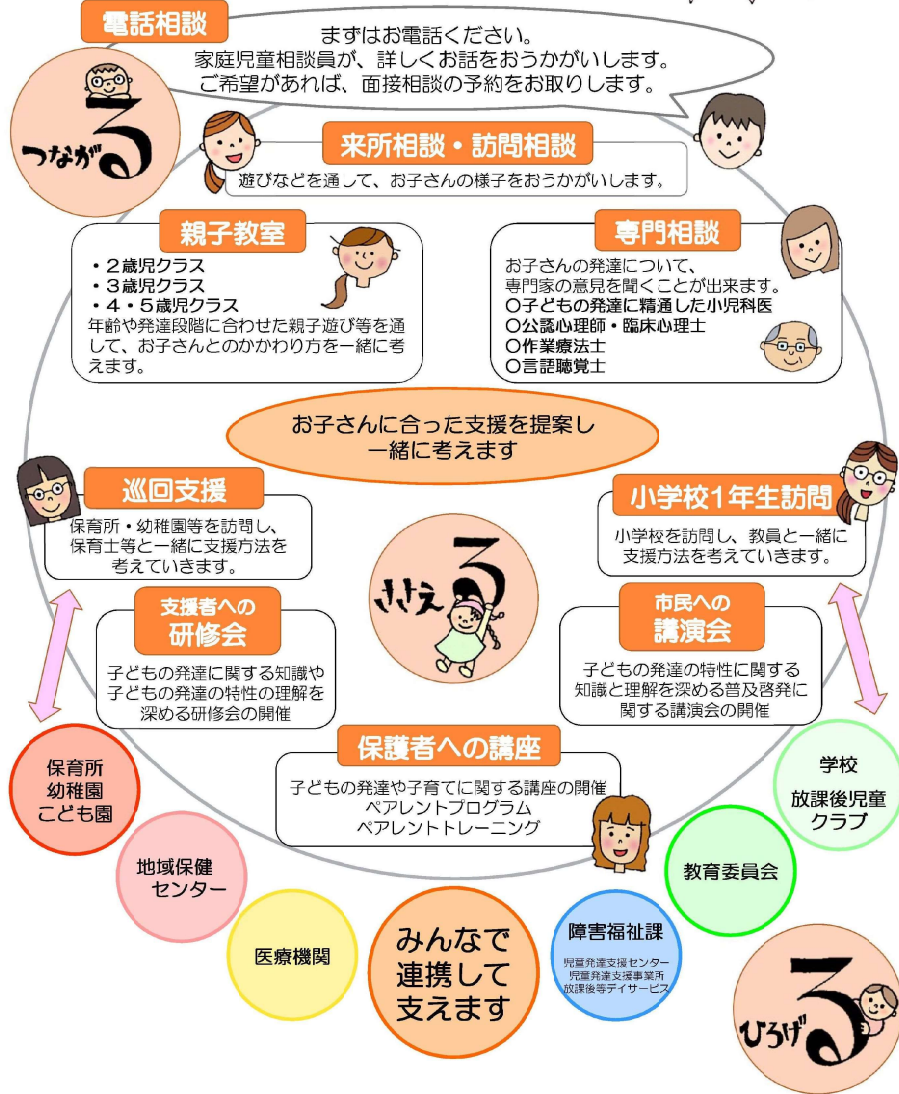 電話相談
まずはお電話ください。
家庭児童相談員が、詳しくお話をおうかがいします。
ご希望があれば、面接相談の予約をお取りします。
つながる
来所相談・訪問相談
遊びなどを通して、お子さんの様子をおうかがいします。
親子教室
・2歳児クラス
・3歳児クラス
・4・5歳児クラス
年齢や発達段階に合わせた親子遊び等を通
して、お子さんとのかかわり方を一緒に考
えます。
専門相談
お子さんの発達について、
専門家の意見を聞くことが出来ます。
〇子どもの発達に精通した小児科医
〇公認心理師・臨床心理士
〇作業療法士
〇言語聴覚士
お子さんに合った支援を提案し
一緒に考えます
巡回支援
保育所・幼稚園等を訪問し、
保育士等と一緒に支援方法を
考えていきます。
小学校1年生訪問
小学校を訪問し、教員と一緒に
支援方法を考えていきます。
ささえる
支援者への
研修会
子どもの発達に関する知識や
子どもの発達の特性の理解を
深める研修会の開催
市民への
講演会
子どもの発達の特性に関する
知識と理解を深める普及啓発に
関する講演会の開催
保護者への講座
子どもの発達や子育てに関する講座の開催
ペアレントプログラム
ペアレントトレーニング
保育所
幼稚園
こども園
地域保健
センター
医療機関
みんなで
連携して
支えます
障害福祉課
児童発達支援センター
児童発達支援事業所
放課後等デイサービス
教育委員会
学校
放課後児童
クラブ
ひろげる